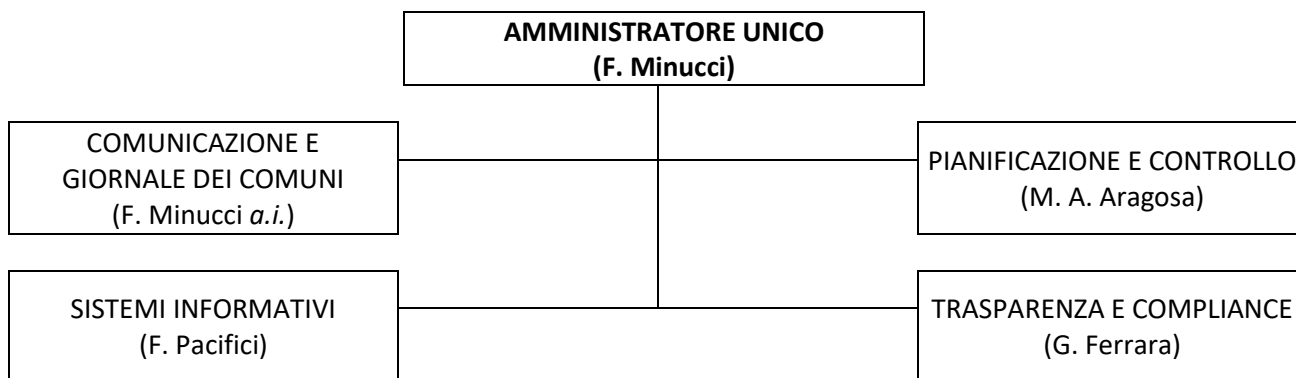 AMMINISTRATORE UNICO
(F. Minucci)
COMUNICAZIONE E
GIORNALE DEI COMUNI
(F. Minucci a.i.)
PIANIFICAZIONE E CONTROLLO
(M. A. Aragosa)
SISTEMI INFORMATIVI
(F. Pacifici)
TRASPARENZA E COMPLIANCE
(G. Ferrara)